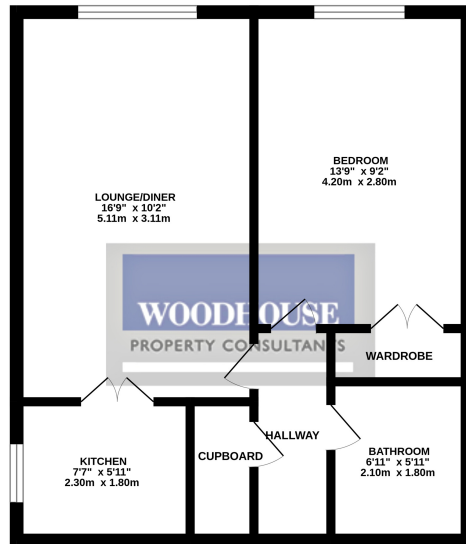 LOUNGE/DINER
16'9" x 10'2"
5.11m x 3.11m
BEDROOM
13'9" x 9'2"
4.20m x 2.80m
WOODHOUSE
PROPERTY CONSULTANTS
WARDROBE
HALLWAY
CUPBOARD
KITCHEN
7'7" x 5'11"
2.30m x 1.80m
BATHROOM
6'11" x 5'11"
2.10m x 1.80m